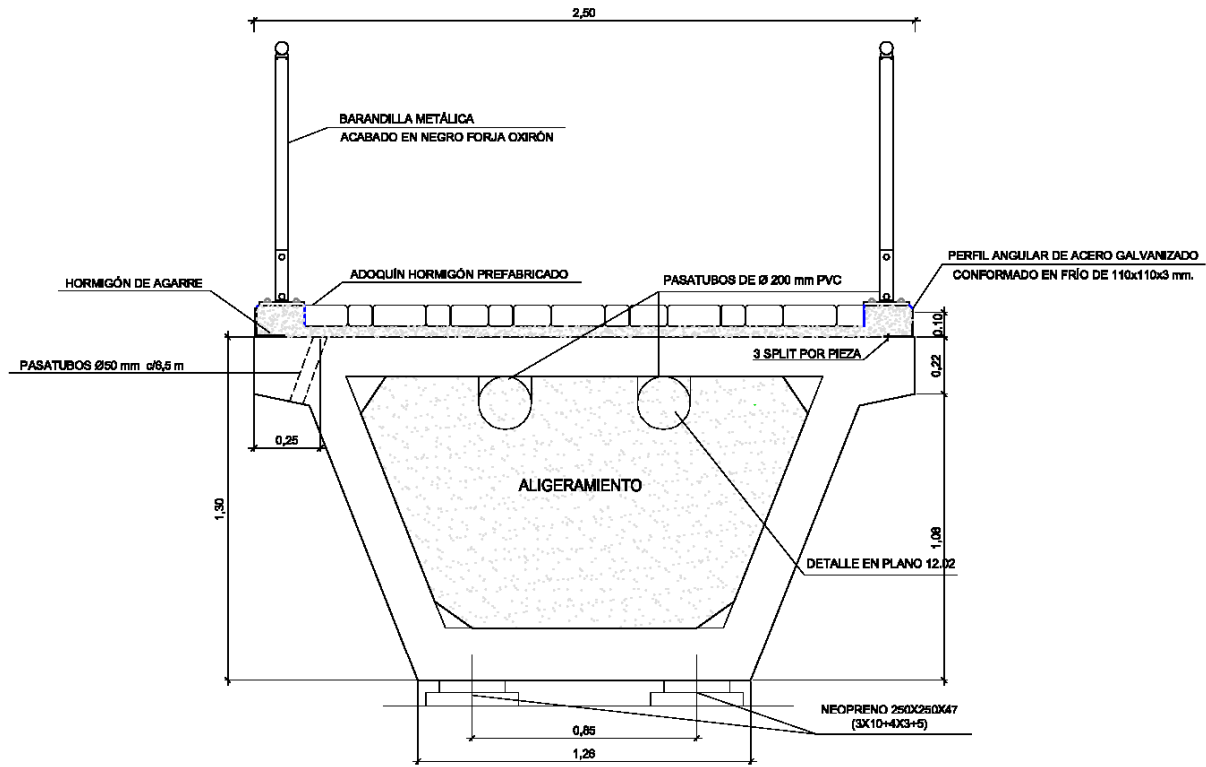 2,50
BARANDILLA METÁLICA
ACABADO EN NEGRO FORJA OXIRÓN
PERFIL ANGULAR DE ACERO GALVANIZADO
CONFORMADO EN FRÍO DE 110x110x3 mm.
HORMIGÓN DE AGARRE
ADOQUÍN HORMIGÓN PREFABRICADO
PASATUBOS DE Ø 200 mm PVC
0,10
3 SPLIT POR PIEZA
0,22
PASATUBOS Ø50 mm c/6,5 m
0,25
ALIGERAMIENTO
1,30
1,08
DETALLE EN PLANO 12.02
NEOPRENO 250X250X47
(3X10+4X3+5)
0,85
1,26